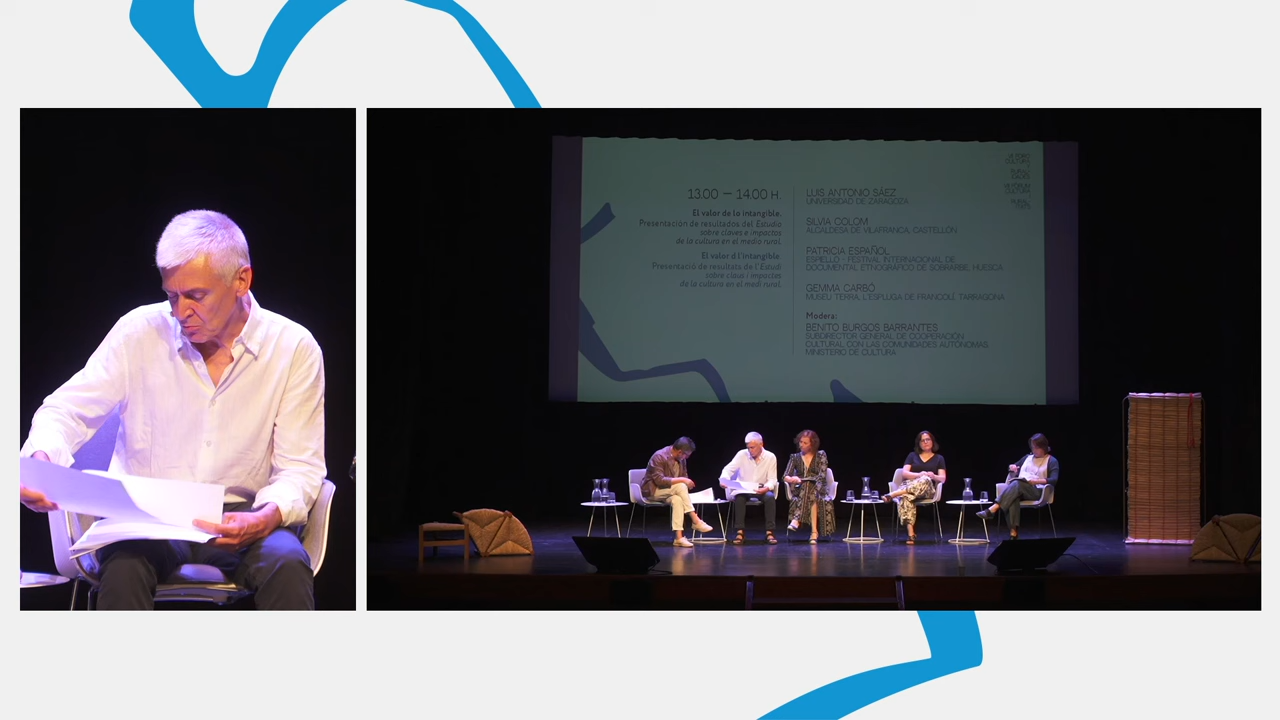 13.00 — 14.00 H.
El valor de lo intangible.
Presentación de resultados del Estudio
sobre claves e impactos
de la cultura en el medio rural.
El valor d l'Intangible.
Presentació de resultats de l'Estudi
sobre claus i impactes
de la cultura en el medi rural.
LUIS ANTONIO SÁEZ
UNIVERSIDAD DE ZARAGOZA
SILVIA COLOM
ALCALDESA DE VILAFRANCA, CASTELLÓN
PATRICIA ESPAÑOL
ESPIELLO - FESTIVAL INTERNACIONAL DE
DOCUMENTAL ETNOGRÁFICO DE SOBRARBE, HUESCA
GEMMA CARBÓ
MUSEU TERRA, L'ESPLUGA DE FRANCOLÍ, TARRAGONA
Modera:
BENITO BURGOS BARRANTES
SUBDIRECTOR GENERAL DE COOPERACIÓN
CULTURAL CON LAS COMUNIDADES AUTÓNOMAS
MINISTERIO DE CULTURA